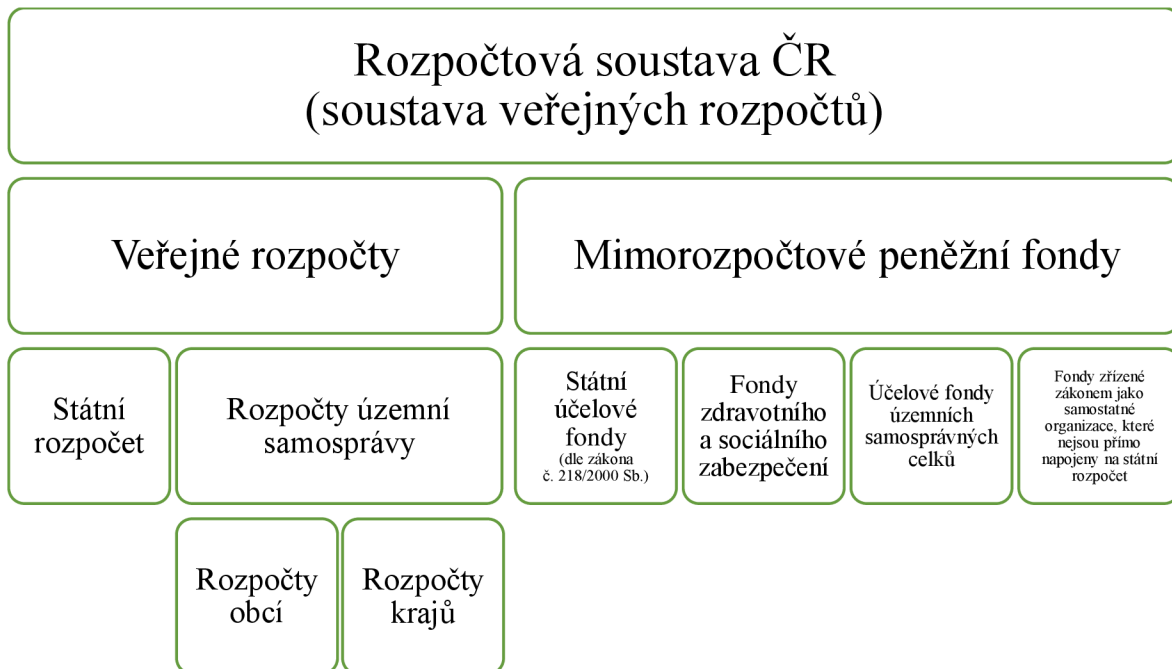 Rozpočtová soustava ČR
(soustava veřejných rozpočtů)
Veřejné rozpočty
Mimorozpočtové peněžní fondy
Státní
rozpočet
Rozpočty územní
samosprávy
Státní
účelové
fondy
(dle zákona
č. 218/2000 Sb.)
Fondy
zdravotního
a sociálního
zabezpečení
Účelové fondy
územních
samosprávných
celků
Fondy zřízené
zákonem jako
samostatné
organizace, které
nejsou přímo
napojeny na státní
rozpočet
Rozpočty
obcí
Rozpočty
krajů